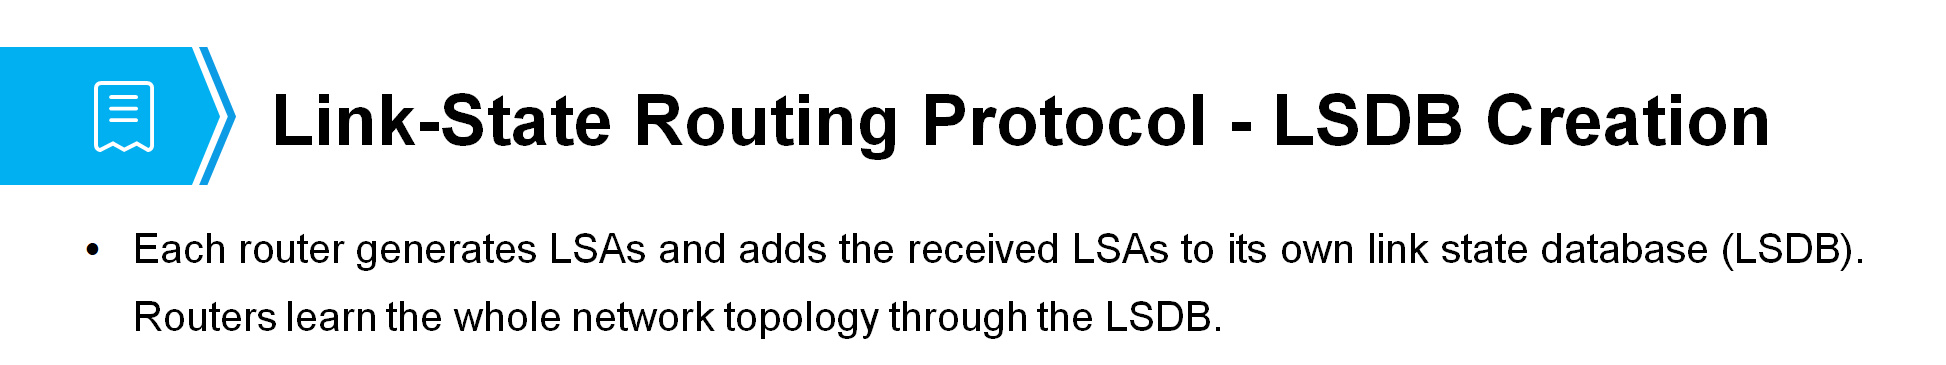 Link-State Routing Protocol - LSDB Creation
• Each router generates LSAs and adds the received LSAs to its own link state database (LSDB).
Routers learn the whole network topology through the LSDB.